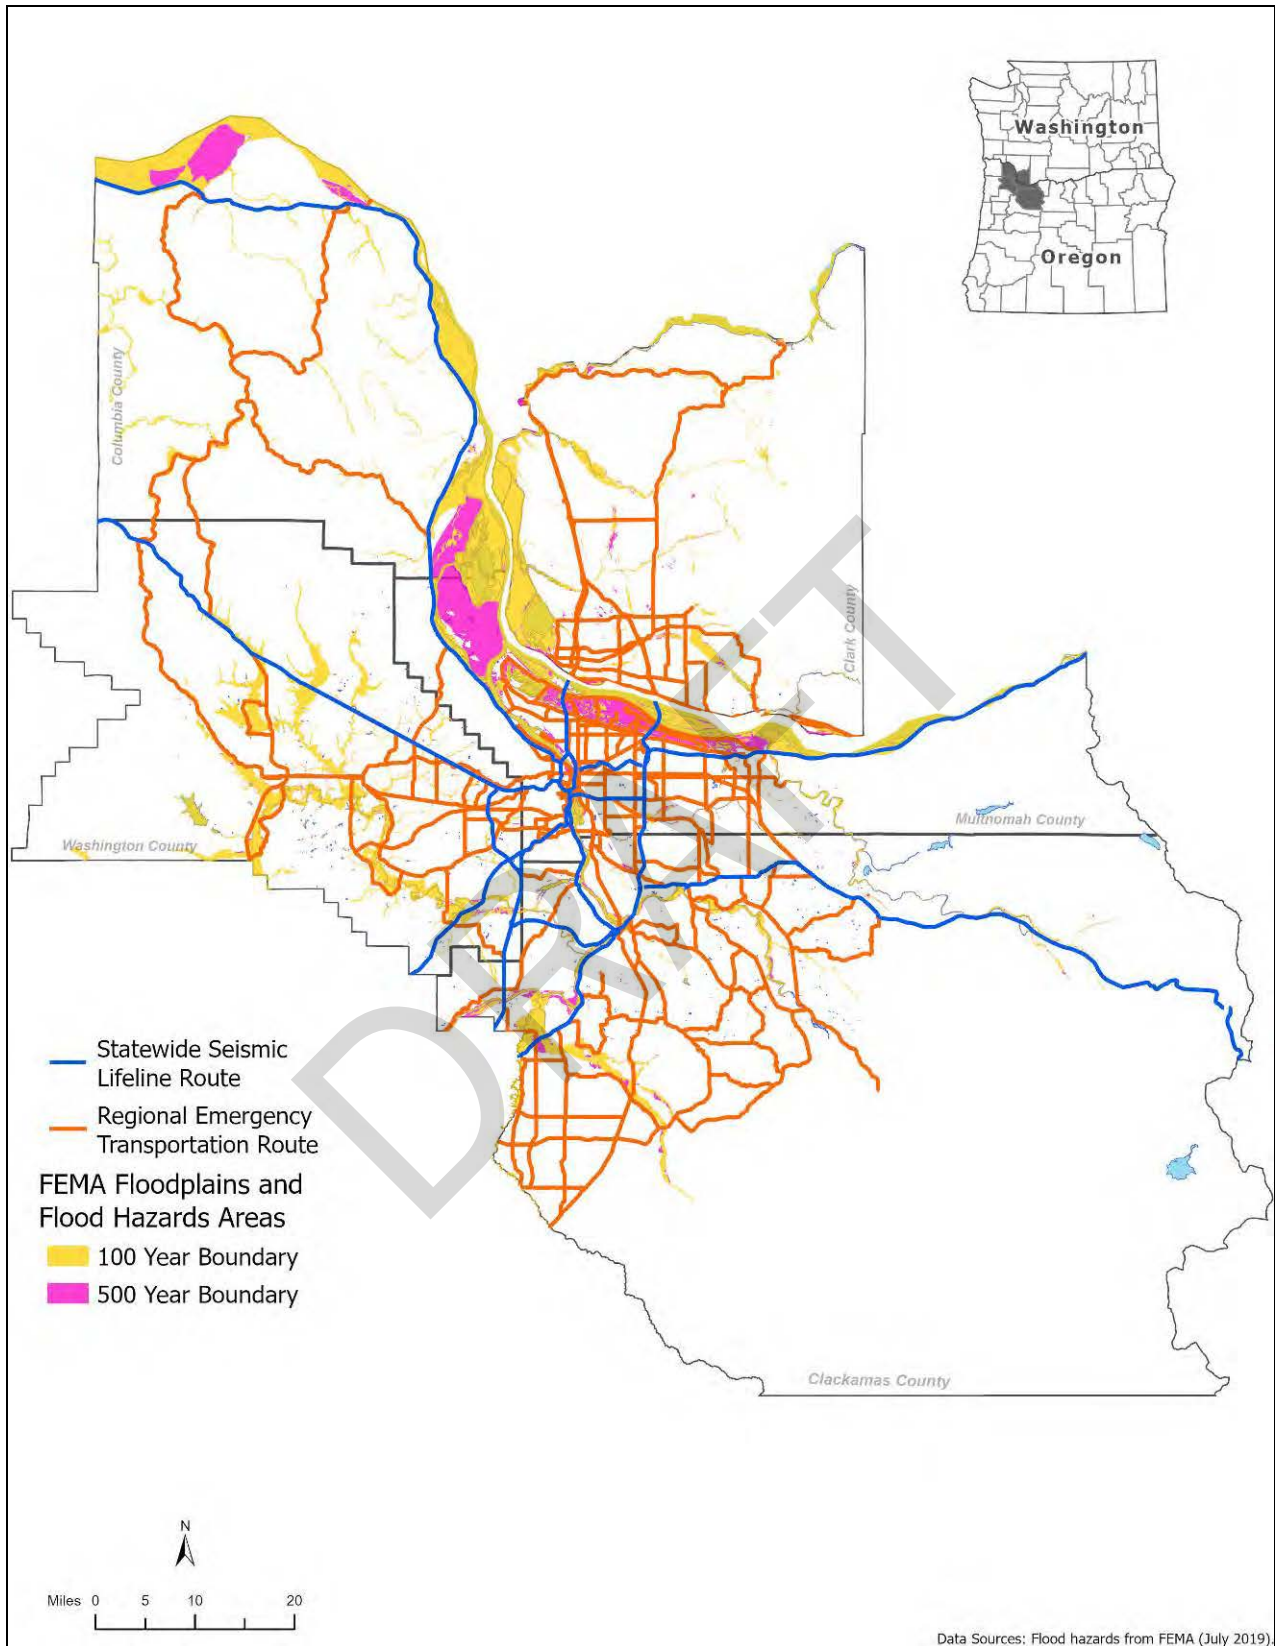 Washington
Oregon
Columbia County
Clark County
Multnomah County
Washington County
DRAFT
Statewide Seismic
Lifeline Route
Regional Emergency
Transportation Route
FEMA Floodplains and
Flood Hazards Areas
100 Year Boundary
500 Year Boundary
Clackamas County
N
Miles 0 5 10 20
Data Sources: Flood hazards from FEMA (July 2019).